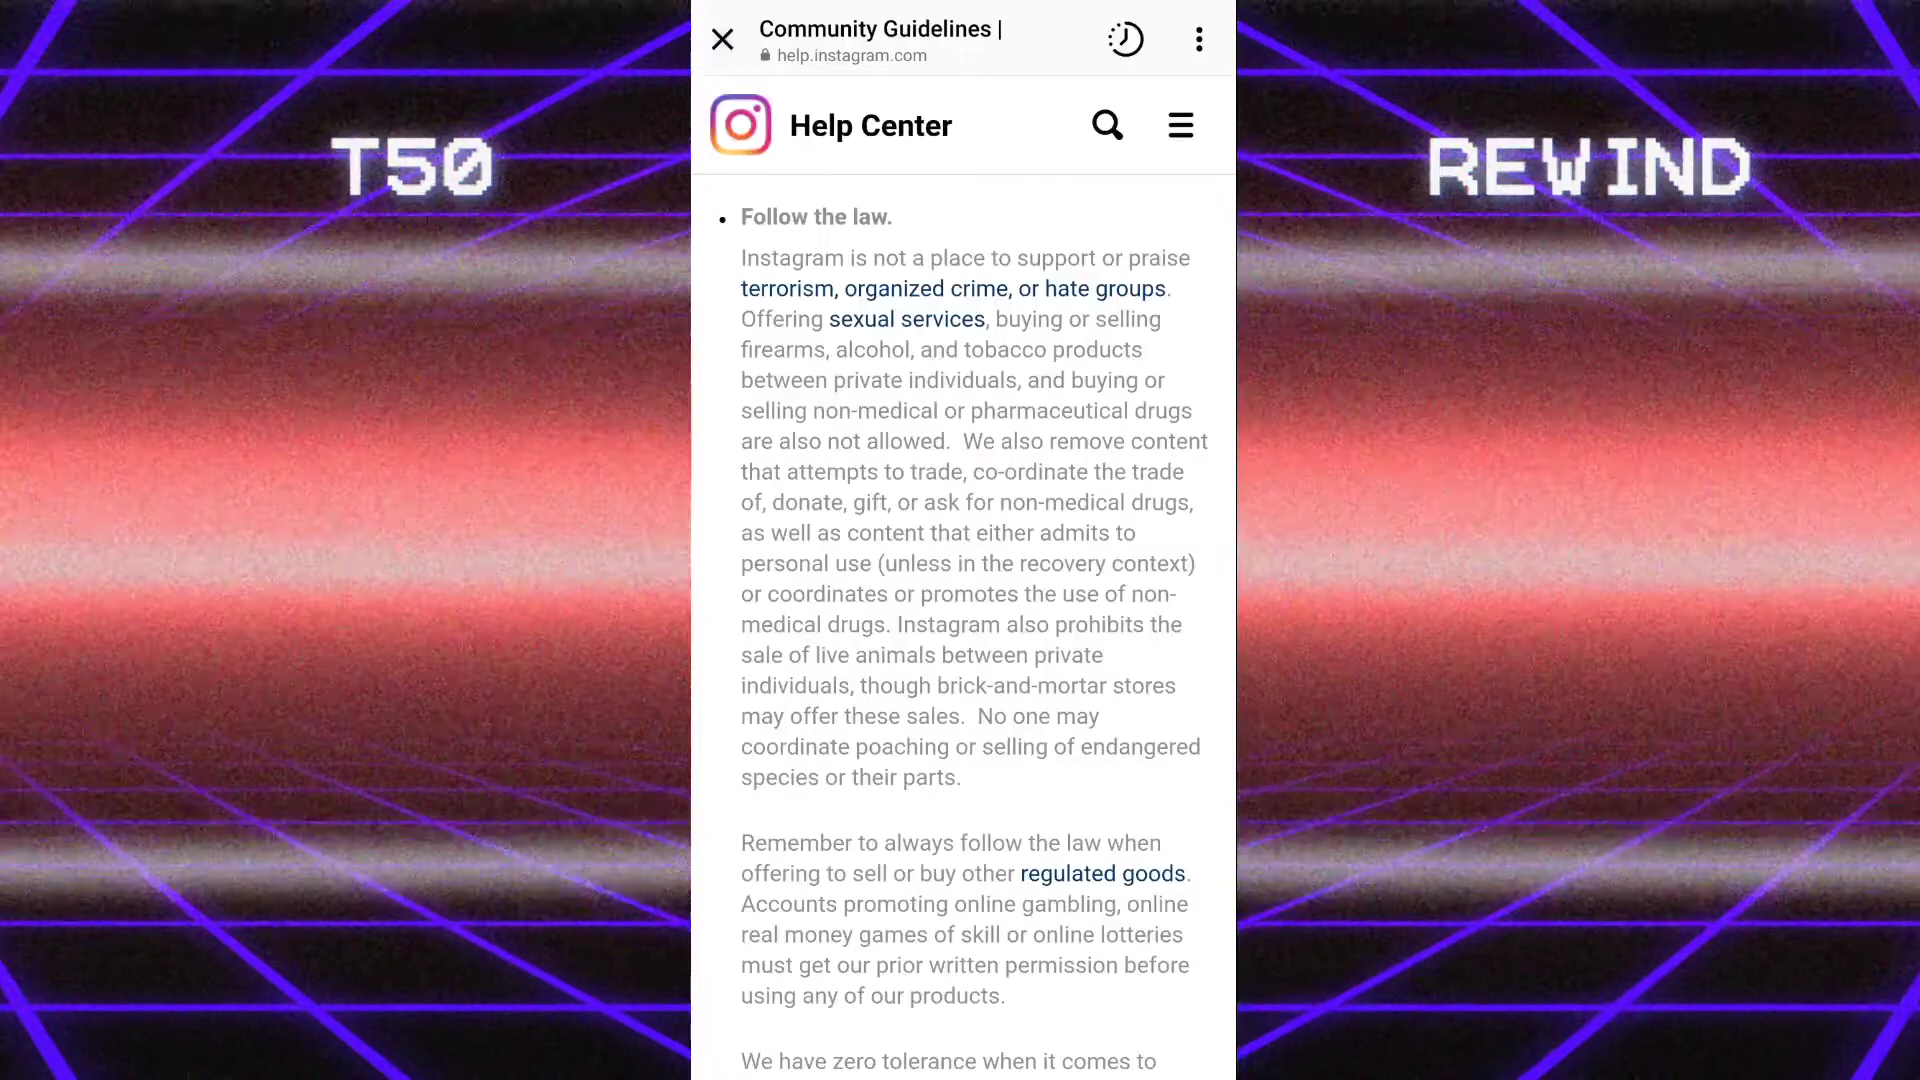 Community Guidelines |
help.instagram.com
T50
Help Center
REWIND
Follow the law.
Instagram is not a place to support or praise
terrorism, organized crime, or hate groups.
Offering sexual services, buying or selling
firearms, alcohol, and tobacco products
between private individuals, and buying or
selling non-medical or pharmaceutical drugs
are also not allowed.  We also remove content
that attempts to trade, co-ordinate the trade
of, donate, gift, or ask for non-medical drugs,
as well as content that either admits to
personal use (unless in the recovery context)
or coordinates or promotes the use of non-
medical drugs. Instagram also prohibits the
sale of live animals between private
individuals, though brick-and-mortar stores
may offer these sales.  No one may
coordinate poaching or selling of endangered
species or their parts.
Remember to always follow the law when
offering to sell or buy other regulated goods.
Accounts promoting online gambling, online
real money games of skill or online lotteries
must get our prior written permission before
using any of our products.
We have zero tolerance when it comes to